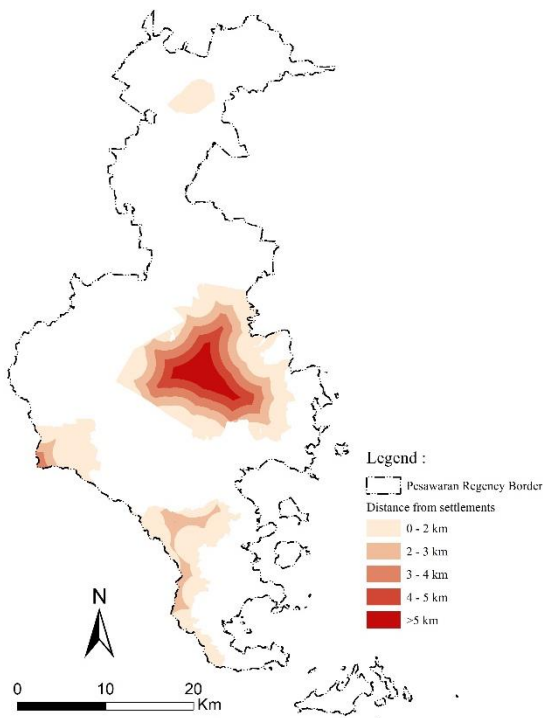 Legend :
Pesawaran Regency Border
Distance from settlements
0 - 2 km
2 - 3 km
3 - 4 km
4 - 5 km
>5 km
N
0 10 20
Km